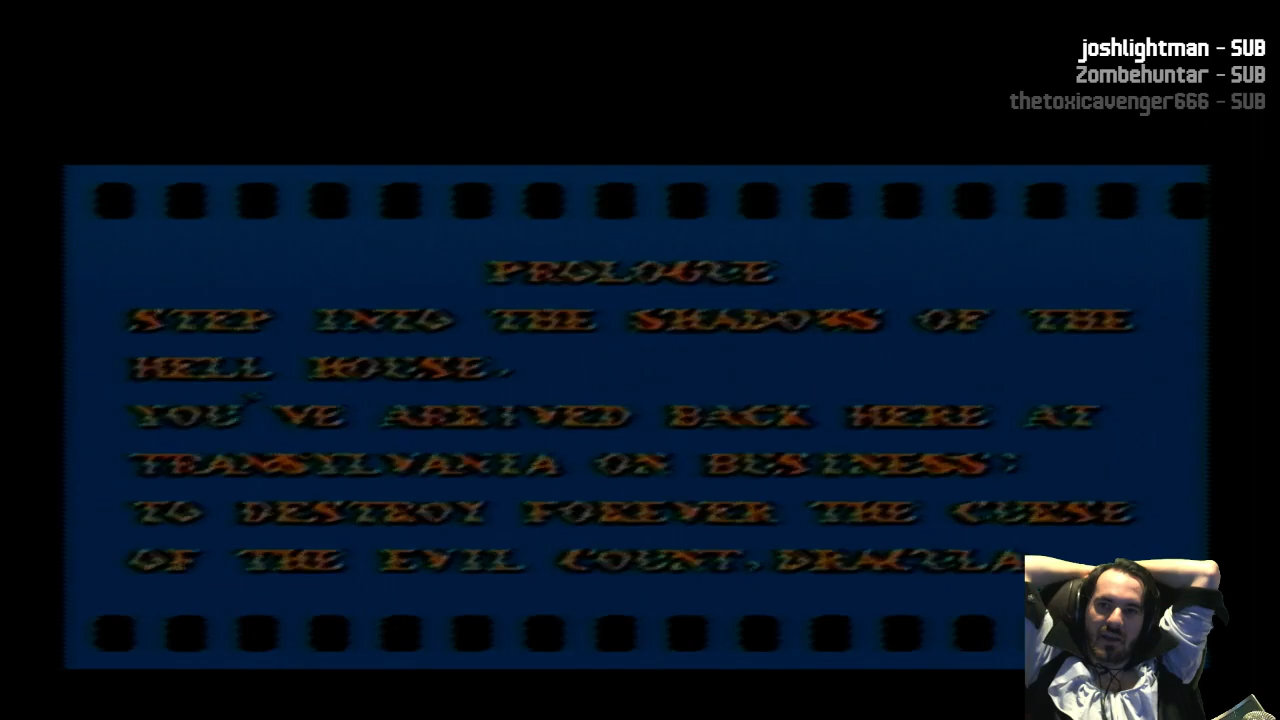 joshlightman - SUB
Zombehuntar - SUB
thetoxicavenger666 - SUB
PROLOGUE
STEP INTO THE SHADOWS OF THE
HELL HOUSE.
YOU'VE ARRIVED BACK HERE AT
TRANSYLVANIA ON BUSINESS:
TO DESTROY FOREVER THE CURSE
OF THE EVIL COUNT,DRACULA